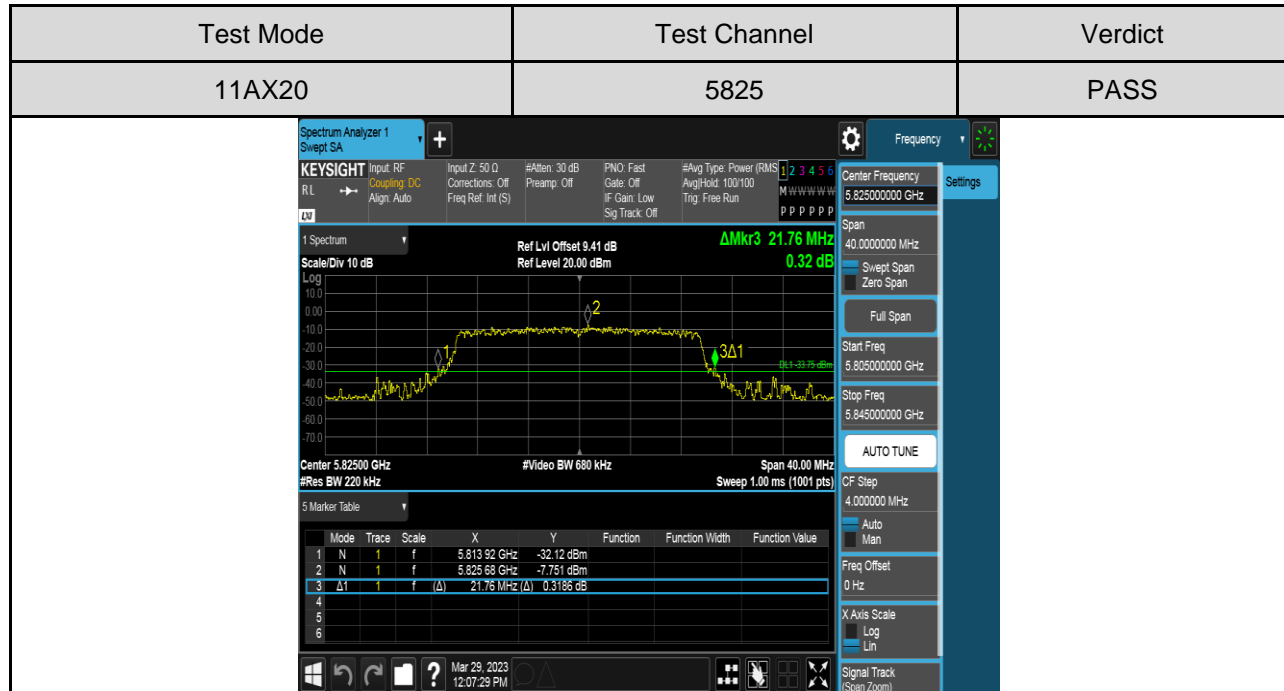 Test Mode Test Channel Verdict
11AX20 5825 PASS
Spectrum Analyzer 1
Swept SA
+
Frequency
KEYSIGHT Input: RF Input Z: 50 Ω #Atten: 30 dB PNO: Fast #Avg Type: Power (RMS 1 2 3 4 5 6
RL Coupling: DC Corrections: Off Preamp: Off Gate: Off Avg|Hold: 100/100 M W W W W W
Align: Auto Freq Ref: Int (S) IF Gain: Low Trig: Free Run
LXI Sig Track: Off P P P P P P
Center Frequency
5.825000000 GHz
Settings
1 Spectrum
Ref Lvl Offset 9.41 dB ΔMkr3 21.76 MHz
Scale/Div 10 dB Ref Level 20.00 dBm 0.32 dB
Log
10.0
0.00
-10.0
-20.0
-30.0
-40.0
-50.0
-60.0
-70.0
1
2
3Δ1
DL1 -33.75 dBm
Center 5.82500 GHz #Video BW 680 kHz Span 40.00 MHz
#Res BW 220 kHz Sweep 1.00 ms (1001 pts)
Span
40.0000000 MHz
Swept Span
Zero Span
Full Span
Start Freq
5.805000000 GHz
Stop Freq
5.845000000 GHz
AUTO TUNE
CF Step
4.000000 MHz
Auto
Man
Freq Offset
0 Hz
X Axis Scale
Log
Lin
Signal Track
(Span Zoom)
5 Marker Table
Mode Trace Scale X Y Function Function Width Function Value
1 N 1 f 5.813 92 GHz -32.12 dBm
2 N 1 f 5.825 68 GHz -7.751 dBm
3 Δ1 1 f (Δ) 21.76 MHz (Δ) 0.3186 dB
4
5
6
? Mar 29, 2023
12:07:29 PM